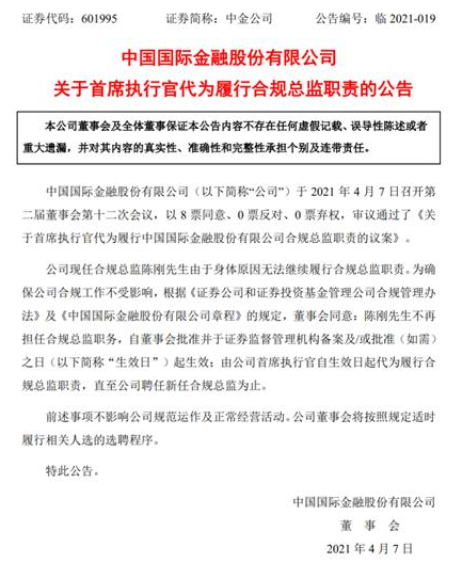 证券代码：601995 证券简称：中金公司 公告编号：临 2021-019
中国国际金融股份有限公司
关于首席执行官代为履行合规总监职责的公告
本公司董事会及全体董事保证本公告内容不存在任何虚假记载、误导性陈述或者
重大遗漏，并对其内容的真实性、准确性和完整性承担个别及连带责任。
中国国际金融股份有限公司（以下简称“公司”）于 2021 年 4 月 7 日召开第
二届董事会第十二次会议，以 8 票同意、0 票反对、0 票弃权，审议通过了《关
于首席执行官代为履行中国国际金融股份有限公司合规总监职责的议案》。
公司现任合规总监陈刚先生由于身体原因无法继续履行合规总监职责。为确
保公司合规工作不受影响，根据《证券公司和证券投资基金管理公司合规管理办
法》及《中国国际金融股份有限公司章程》的规定，董事会同意：陈刚先生不再
担任合规总监职务，自董事会批准并于证券监督管理机构备案及/或批准（如需）
之日（以下简称“生效日”）起生效；由公司首席执行官自生效日起代为履行合
规总监职责，直至公司聘任新任合规总监为止。
前述事项不影响公司规范运作及正常经营活动。公司董事会将按照规定适时
履行相关人选的选聘程序。
特此公告。
中国国际金融股份有限公司
董 事 会
2021 年 4 月 7 日